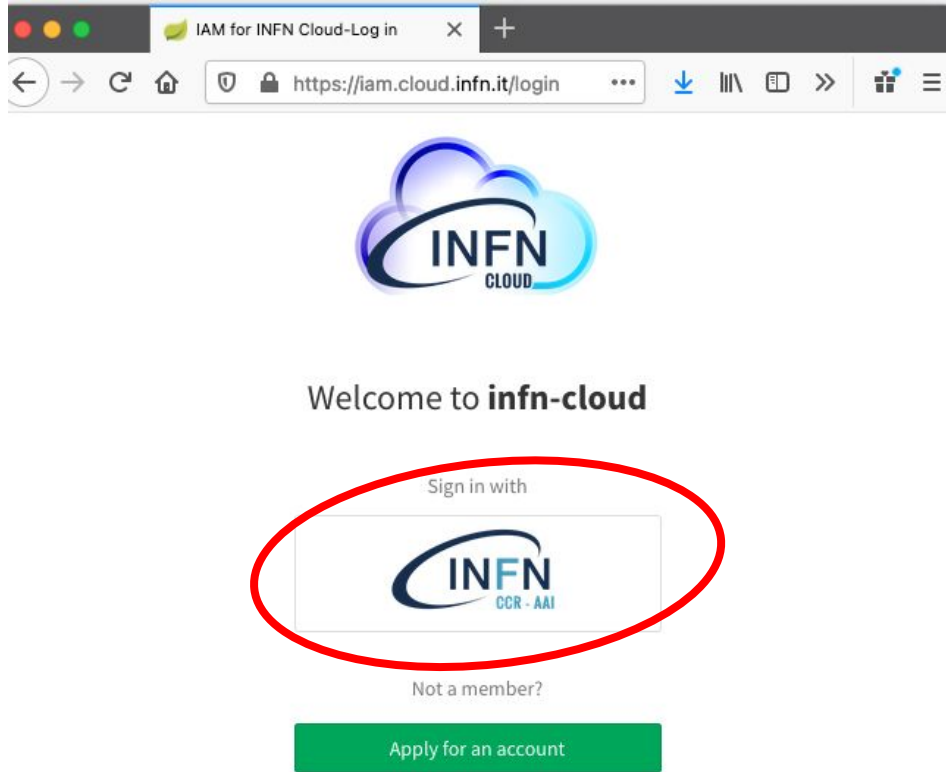 IAM for INFN Cloud-Log in
https://iam.cloud.infn.it/login
INFN
CLOUD
Welcome to infn-cloud
Sign in with
INFN
CCR - AAI
Not a member?
Apply for an account